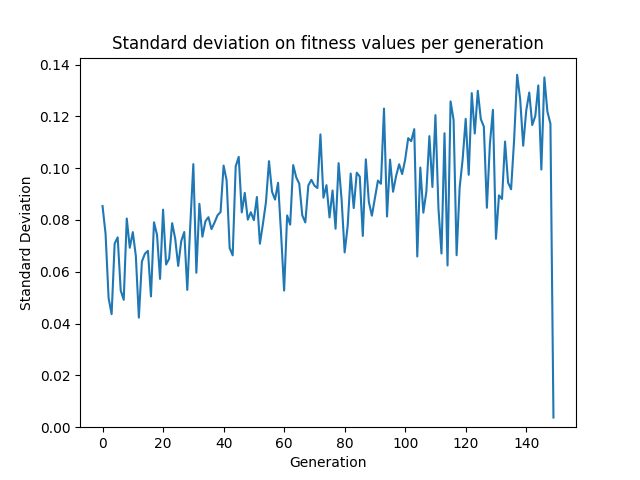 Standard deviation on fitness values per generation
0.14
0.12
0.10
0.08
0.06
0.04
0.02
0.00
Standard Deviation
0 20 40 60 80 100 120 140
Generation